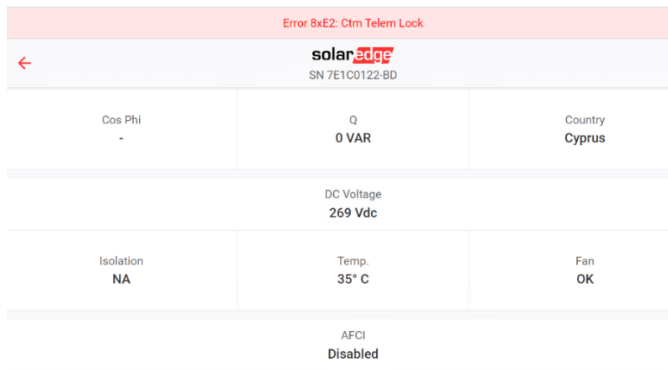 Error 8xE2: Ctm Telem Lock
solaredge
SN 7E1C0122-BD
Cos Phi
-
Q
0 VAR
Country
Cyprus
DC Voltage
269 Vdc
Isolation
NA
Temp.
35° C
Fan
OK
AFCI
Disabled